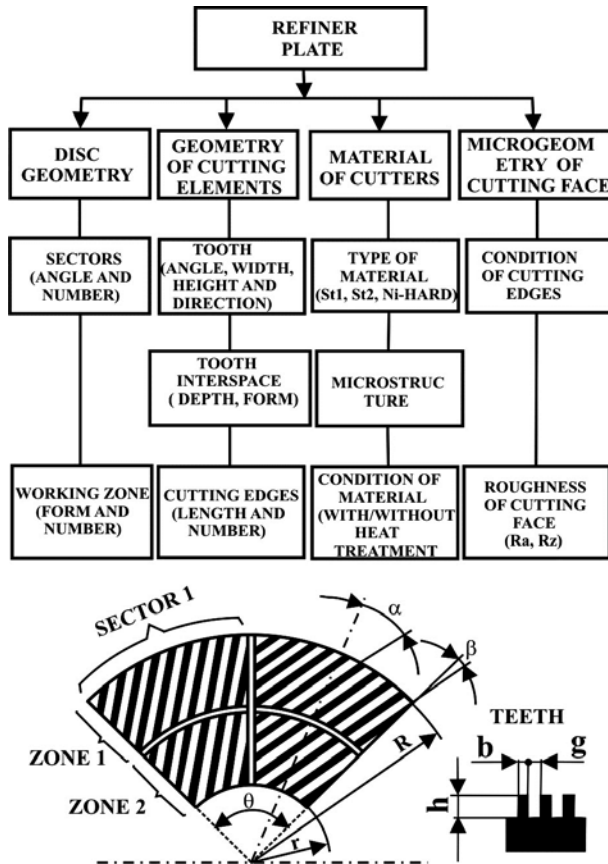 REFINER
PLATE
DISC
GEOMETRY
GEOMETRY
OF CUTTING
ELEMENTS
MATERIAL
OF CUTTERS
MICROGEOM
ETRY OF
CUTTING FACE
SECTORS
(ANGLE AND
NUMBER)
TOOTH
(ANGLE, WIDTH,
HEIGHT AND
DIRECTION)
TYPE OF
MATERIAL
(St1, St2, Ni-HARD)
CONDITION
OF CUTTING
EDGES
TOOTH
INTERSPACE
( DEPTH, FORM)
MICROSTRUC
TURE
WORKING ZONE
(FORM AND
NUMBER)
CUTTING EDGES
(LENGTH AND
NUMBER)
CONDITION OF
MATERIAL
(WITH/WITHOUT
HEAT
TREATMENT
ROUGHNESS
OF CUTTING
FACE
(Ra, Rz)
SECTOR 1
α
β
ZONE 1
ZONE 2
θ
r
R
TEETH
b
g
h